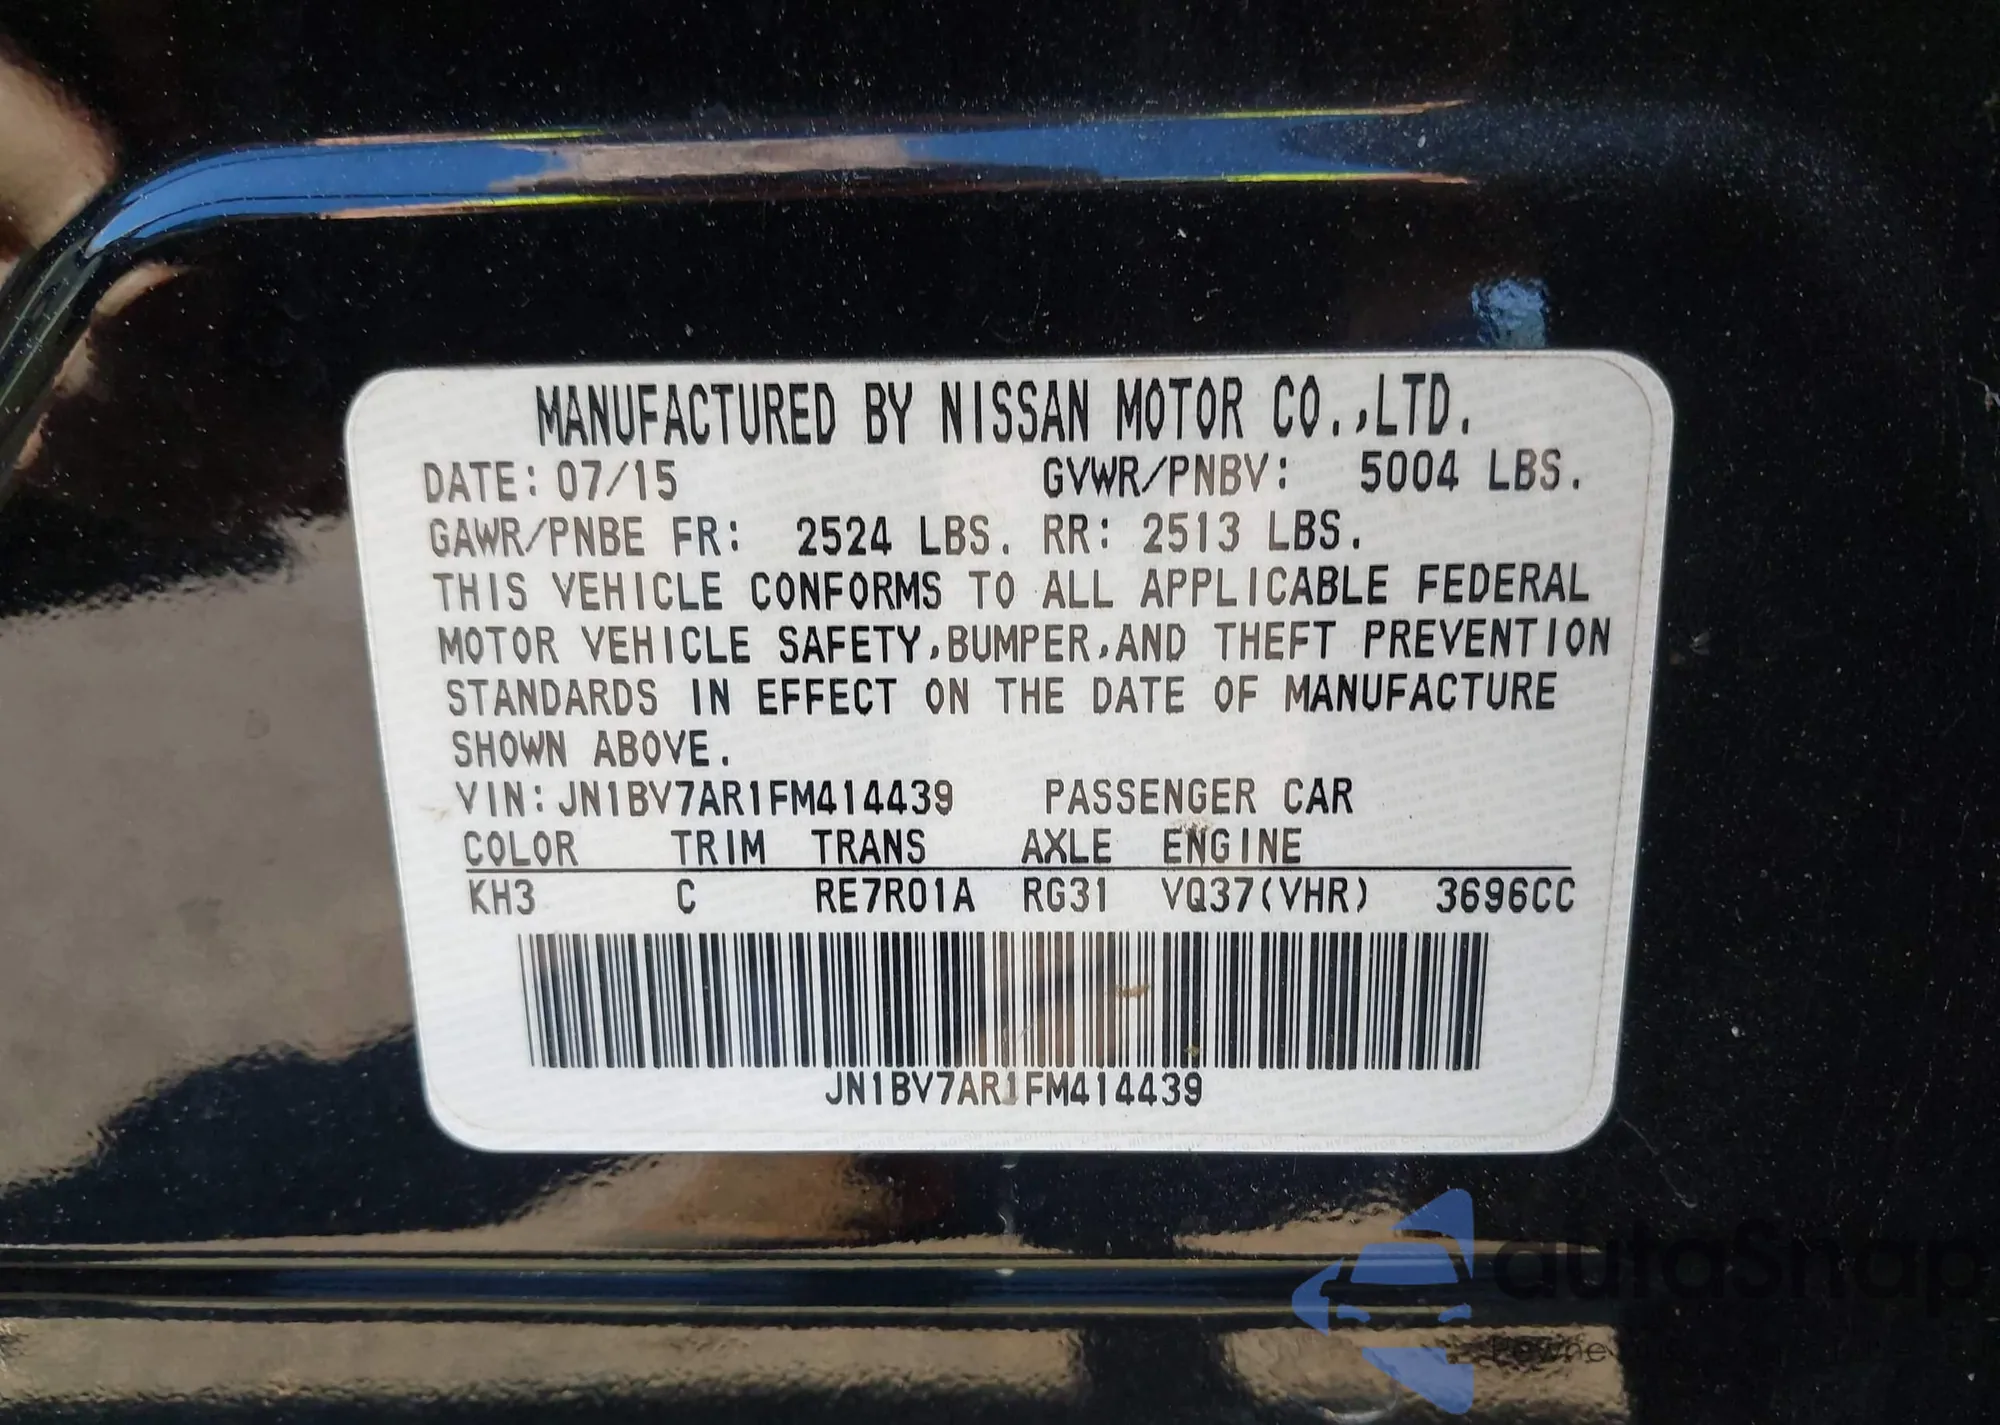 MANUFACTURED BY NISSAN MOTOR CO.,LTD.
DATE: 07/15 GVWR/PNBV: 5004 LBS.
GAWR/PNBE FR: 2524 LBS. RR: 2513 LBS.
THIS VEHICLE CONFORMS TO ALL APPLICABLE FEDERAL
MOTOR VEHICLE SAFETY,BUMPER,AND THEFT PREVENTION
STANDARDS IN EFFECT ON THE DATE OF MANUFACTURE
SHOWN ABOVE.
VIN:JN1BV7AR1FM414439 PASSENGER CAR
COLOR TRIM TRANS AXLE ENGINE
KH3 C RE7R01A RG31 VQ37(VHR) 3696CC
JN1BV7AR1FM414439
autaSnap